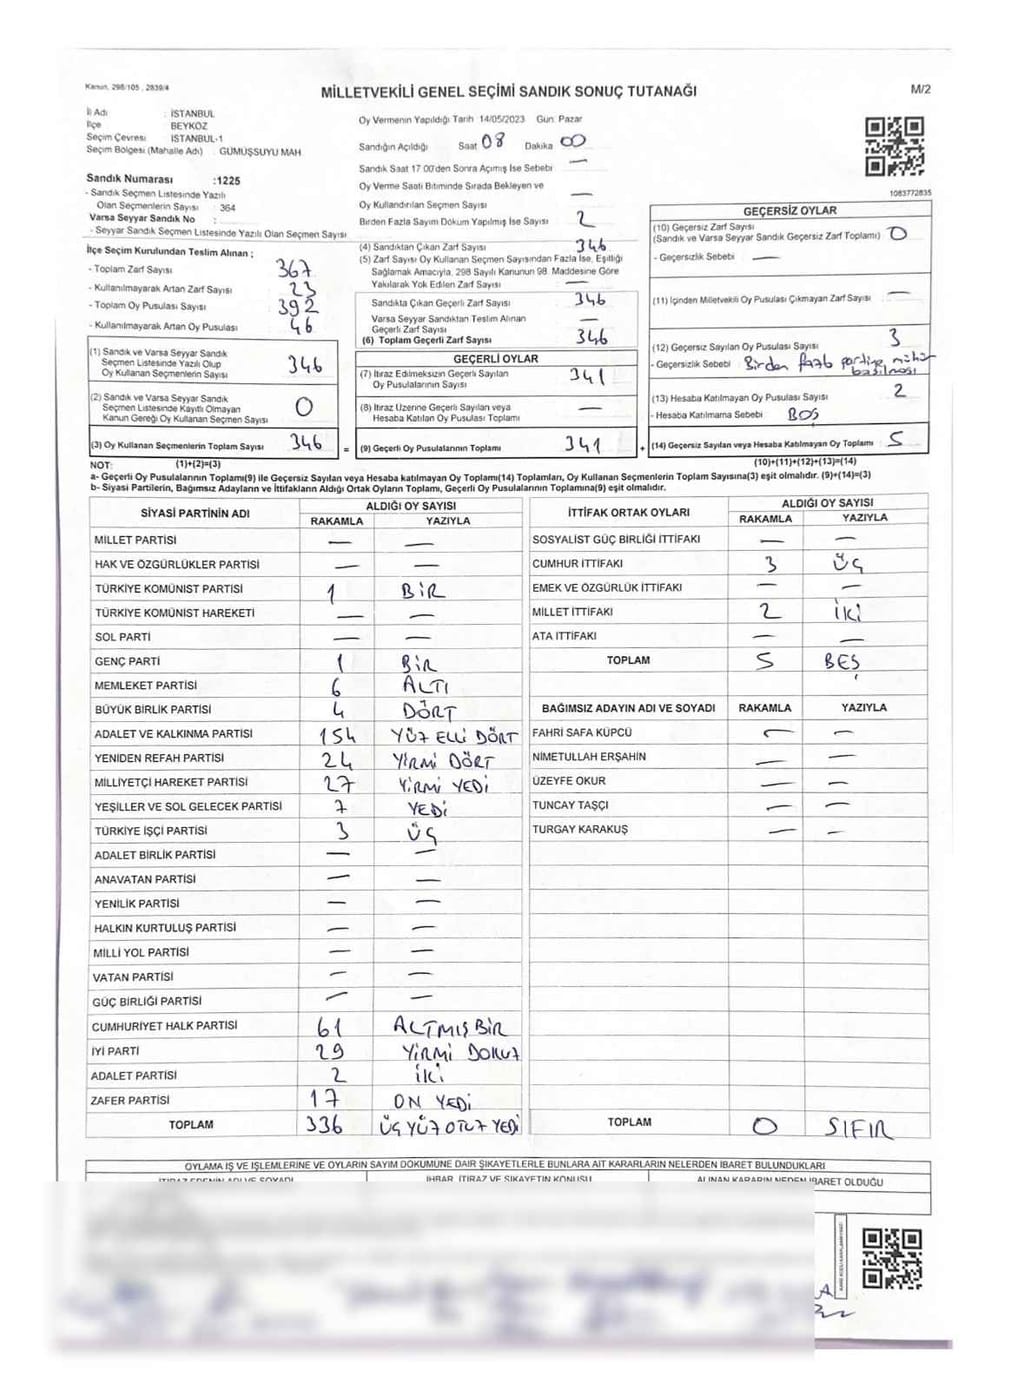 Kanun, 298/105 , 2839/4
MİLLETVEKİLİ GENEL SEÇİMİ SANDIK SONUÇ TUTANAĞI
M/2
İl Adı : İSTANBUL
İlçe BEYKOZ
Seçim Çevresi İSTANBUL-1
Seçim Bölgesi (Mahalle Adı) : GÜMÜŞSUYU MAH
Sandık Numarası :1225
- Sandık Seçmen Listesinde Yazılı
Olan Seçmenlerin Sayısı : 364
Varsa Seyyar Sandık No :
- Seyyar Sandık Seçmen Listesinde Yazılı Olan Seçmen Sayısı
Oy Vermenin Yapıldığı Tarih 14/05/2023 Gün: Pazar
Sandığın Açıldığı Saat 08 Dakika 00
Sandık Saat 17:00'den Sonra Açımış İse Sebebi —
Oy Verme Saati Bitiminde Sırada Bekleyen ve
Oy Kullandırılan Seçmen Sayısı —
Birden Fazla Sayım Döküm Yapılmış İse Sayısı 2
1083772835
İlçe Seçim Kurulundan Teslim Alınan ;
- Toplam Zarf Sayısı 367
- Kullanılmayarak Artan Zarf Sayısı 23
- Toplam Oy Pusulası Sayısı 392
- Kullanılmayarak Artan Oy Pusulası 46
(1) Sandık ve Varsa Seyyar Sandık
Seçmen Listesinde Yazılı Olup
Oy Kullanan Seçmenlerin Sayısı 346
(2) Sandık ve Varsa Seyyar Sandık
Seçmen Listesinde Kayıtlı Olmayan
Kanun Gereği Oy Kullanan Seçmen Sayısı 0
(3) Oy Kullanan Seçmenlerin Toplam Sayısı 346 =
(4) Sandıktan Çıkan Zarf Sayısı 346
(5) Zarf Sayısı Oy Kullanan Seçmen Sayısından Fazla İse, Eşitliği
Sağlamak Amacıyla, 298 Sayılı Kanunun 98. Maddesine Göre
Yakılarak Yok Edilen Zarf Sayısı —
Sandıkta Çıkan Geçerli Zarf Sayısı 346
Varsa Seyyar Sandıktan Teslim Alınan
Geçerli Zarf Sayısı —
(6) Toplam Geçerli Zarf Sayısı 346
GEÇERLİ OYLAR
(7) İtiraz Edilmeksizin Geçerli Sayılan
Oy Pusulalarının Sayısı 341
(8) İtiraz Üzerine Geçerli Sayılan veya
Hesaba Katılan Oy Pusulası Toplamı —
(9) Geçerli Oy Pusulalarının Toplamı 341 +
GEÇERSİZ OYLAR
(10) Geçersiz Zarf Sayısı
(Sandık ve Varsa Seyyar Sandık Geçersiz Zarf Toplamı) 0
- Geçersizlik Sebebi —
(11) İçinden Milletvekili Oy Pusulası Çıkmayan Zarf Sayısı —
(12) Geçersiz Sayılan Oy Pusulası Sayısı 3
- Geçersizlik Sebebi Birden fazla partiye mühür
basılması
(13) Hesaba Katılmayan Oy Pusulası Sayısı 2
- Hesaba Katılmama Sebebi BOŞ
(14) Geçersiz Sayılan veya Hesaba Katılmayan Oy Toplamı 5
NOT: (1)+(2)=(3) (10)+(11)+(12)+(13)=(14)
a- Geçerli Oy Pusulalarının Toplamı(9) ile Geçersiz Sayılan veya Hesaba katılmayan Oy Toplamı(14) Toplamları, Oy Kullanan Seçmenlerin Toplam Sayısına(3) eşit olmalıdır. (9)+(14)=(3)
b- Siyasi Partilerin, Bağımsız Adayların ve İttifakların Aldığı Ortak Oyların Toplamı, Geçerli Oy Pusulalarının Toplamına(9) eşit olmalıdır.
SİYASİ PARTİNİN ADI ALDIĞI OY SAYISI
RAKAMLA YAZIYLA
MİLLET PARTİSİ — —
HAK VE ÖZGÜRLÜKLER PARTİSİ — —
TÜRKİYE KOMÜNİST PARTİSİ 1 BİR
TÜRKİYE KOMÜNİST HAREKETİ — —
SOL PARTİ — —
GENÇ PARTİ 1 BİR
MEMLEKET PARTİSİ 6 ALTI
BÜYÜK BİRLİK PARTİSİ 4 DÖRT
ADALET VE KALKINMA PARTİSİ 154 YÜZ ELLİ DÖRT
YENİDEN REFAH PARTİSİ 24 YİRMİ DÖRT
MİLLİYETÇİ HAREKET PARTİSİ 27 YİRMİ YEDİ
YEŞİLLER VE SOL GELECEK PARTİSİ 7 YEDİ
TÜRKİYE İŞÇİ PARTİSİ 3 ÜÇ
ADALET BİRLİK PARTİSİ — —
ANAVATAN PARTİSİ — —
YENİLİK PARTİSİ — —
HALKIN KURTULUŞ PARTİSİ — —
MİLLİ YOL PARTİSİ — —
VATAN PARTİSİ — —
GÜÇ BİRLİĞİ PARTİSİ — —
CUMHURİYET HALK PARTİSİ 61 ALTMIŞ BİR
İYİ PARTİ 29 YİRMİ DOKUZ
ADALET PARTİSİ 2 İKİ
ZAFER PARTİSİ 17 ON YEDİ
TOPLAM 336 ÜÇ YÜZ OTUZ YEDİ
İTTİFAK ORTAK OYLARI ALDIĞI OY SAYISI
RAKAMLA YAZIYLA
SOSYALİST GÜÇ BİRLİĞİ İTTİFAKI — —
CUMHUR İTTİFAKI 3 ÜÇ
EMEK VE ÖZGÜRLÜK İTTİFAKI — —
MİLLET İTTİFAKI 2 İKİ
ATA İTTİFAKI — —
TOPLAM 5 BEŞ
BAĞIMSIZ ADAYIN ADI VE SOYADI RAKAMLA YAZIYLA
FAHRİ SAFA KÜPCÜ — —
NİMETULLAH ERŞAHİN — —
ÜZEYFE OKUR — —
TUNCAY TAŞÇI — —
TURGAY KARAKUŞ — —
TOPLAM 0 SIFIR
OYLAMA İŞ VE İŞLEMLERİNE VE OYLARIN SAYIM DÖKÜMÜNE DAİR ŞİKAYETLERLE BUNLARA AİT KARARLARIN NELERDEN İBARET BULUNDUKLARI
İTİRAZ EDENİN ADI VE SOYADI İHBAR, İTİRAZ VE ŞİKAYETİN KONUSU ALINAN KARARIN NEDEN İBARET OLDUĞU